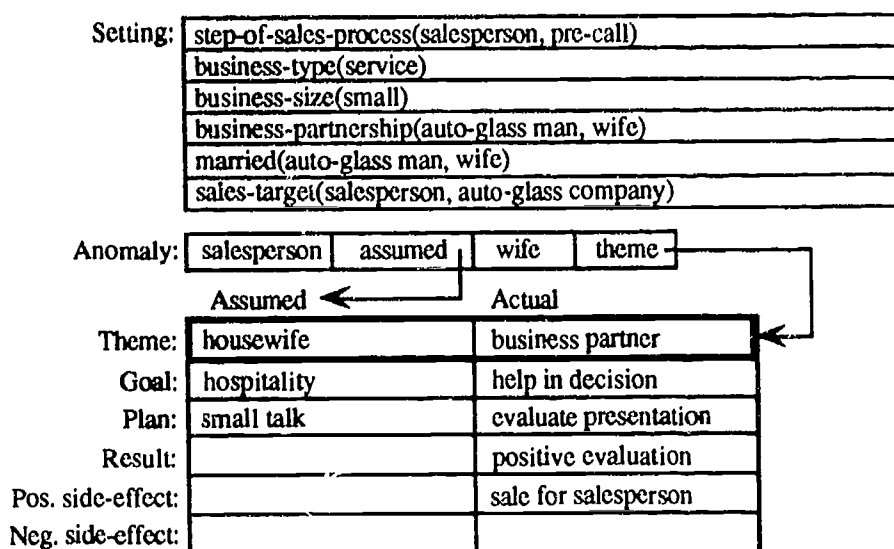 Setting: step-of-sales-process(salesperson, pre-call)
business-type(service)
business-size(small)
business-partnership(auto-glass man, wife)
married(auto-glass man, wife)
sales-target(salesperson, auto-glass company)
Anomaly: salesperson assumed wife theme
Assumed Actual
Theme: housewife business partner
Goal: hospitality help in decision
Plan: small talk evaluate presentation
Result: positive evaluation
Pos. side-effect: sale for salesperson
Neg. side-effect: